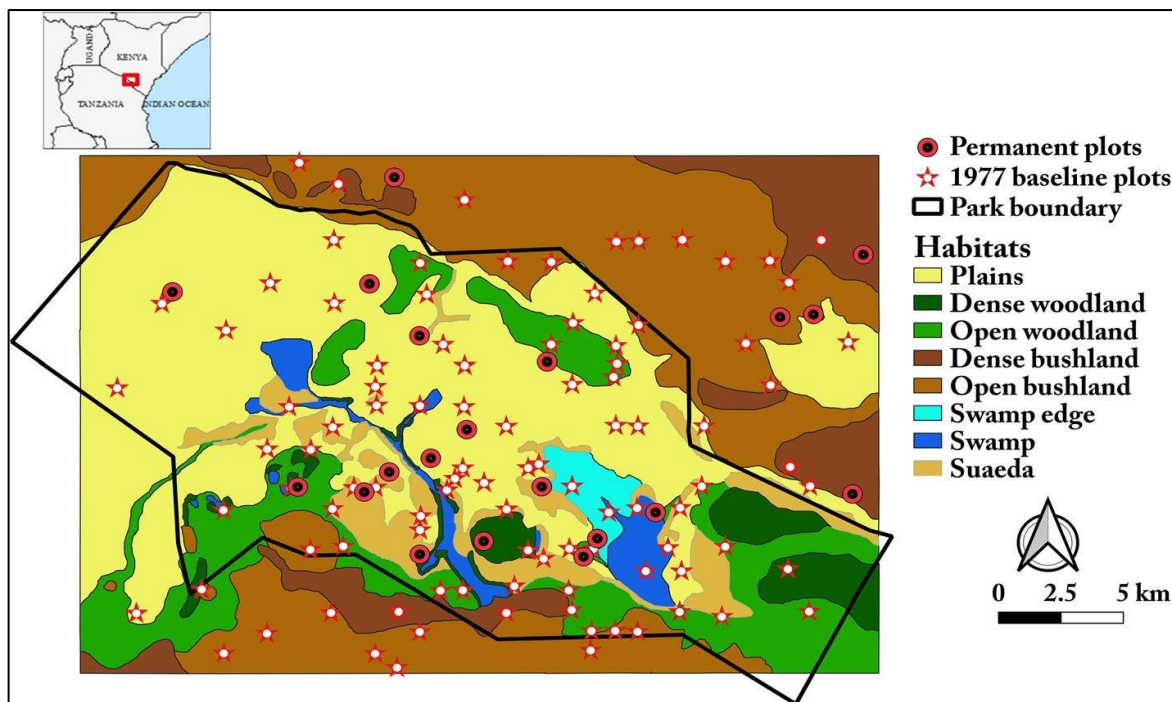 UGANDA
KENYA
TANZANIA
INDIAN OCEAN
Permanent plots
1977 baseline plots
Park boundary
Habitats
Plains
Dense woodland
Open woodland
Dense bushland
Open bushland
Swamp edge
Swamp
Suaeda
0 2.5 5 km